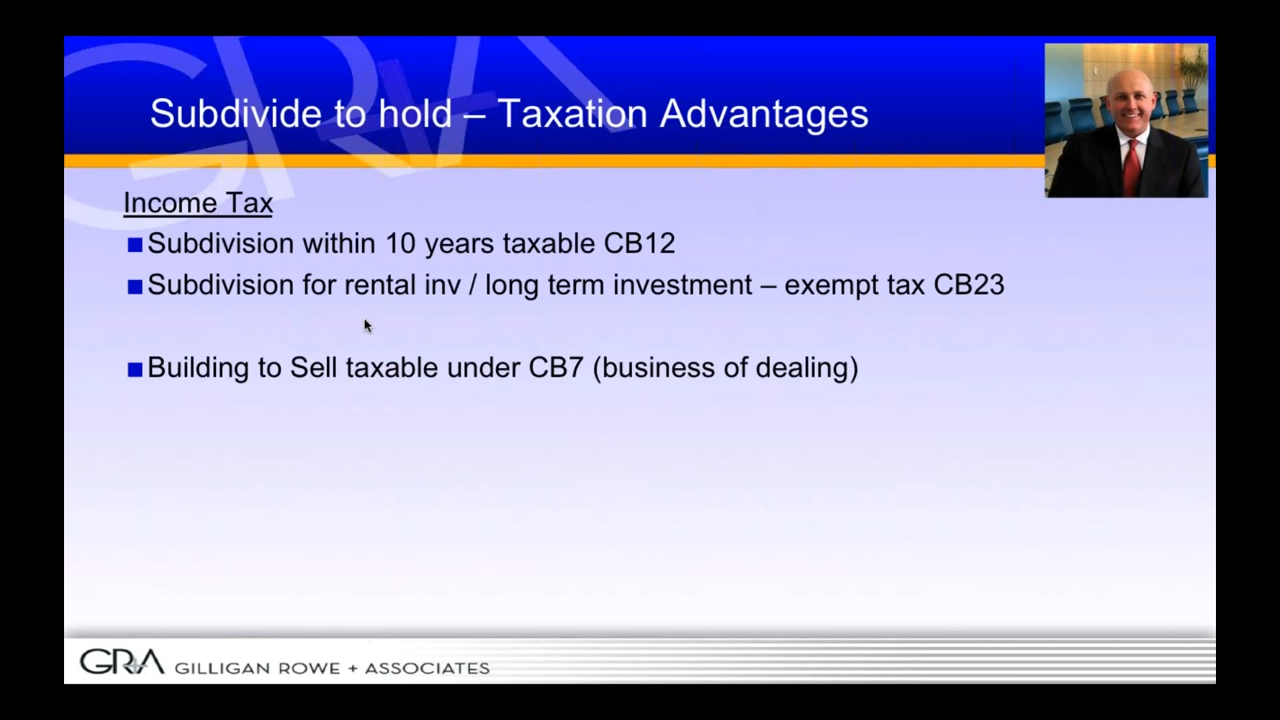 Subdivide to hold – Taxation Advantages
Income Tax
Subdivision within 10 years taxable CB12
Subdivision for rental inv / long term investment – exempt tax CB23
Building to Sell taxable under CB7 (business of dealing)
GRA GILLIGAN ROWE + ASSOCIATES